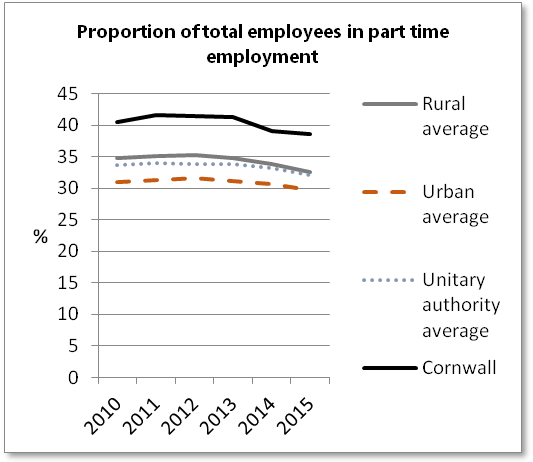 Proportion of total employees in part time
employment
45
40
35
30
25
20
15
10
5
0
%
2010
2011
2012
2013
2014
2015
Rural
average
Urban
average
Unitary
authority
average
Cornwall